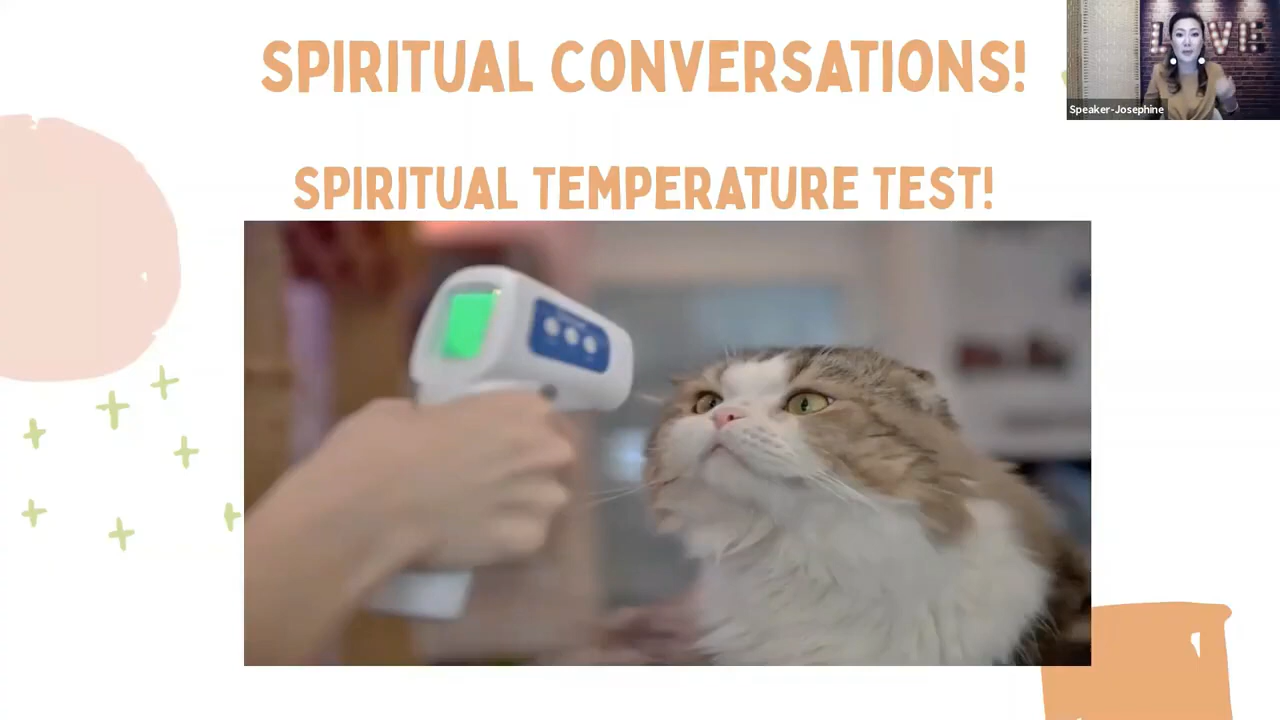 SPIRITUAL CONVERSATIONS!
SPIRITUAL TEMPERATURE TEST!
LOVE
Speaker-Josephine